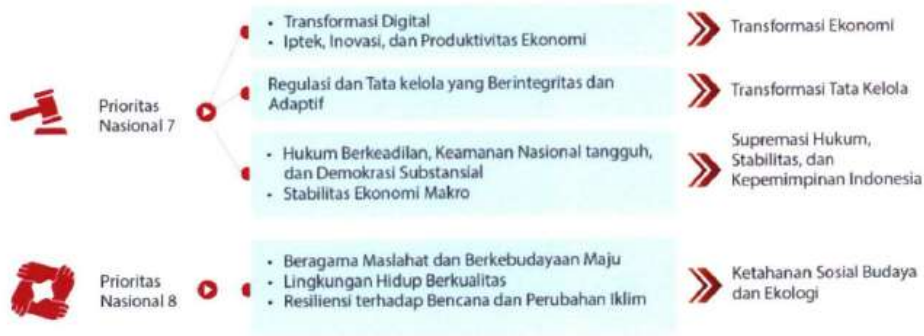 • Transformasi Digital
• Iptek, Inovasi, dan Produktivitas Ekonomi
Transformasi Ekonomi
Prioritas
Nasional 7
Regulasi dan Tata kelola yang Berintegritas dan
Adaptif
Transformasi Tata Kelola
• Hukum Berkeadilan, Keamanan Nasional tangguh,
dan Demokrasi Substansial
• Stabilitas Ekonomi Makro
Supremasi Hukum,
Stabilitas, dan
Kepemimpinan Indonesia
Prioritas
Nasional 8
• Beragama Maslahat dan Berkebudayaan Maju
• Lingkungan Hidup Berkualitas
• Resiliensi terhadap Bencana dan Perubahan Iklim
Ketahanan Sosial Budaya
dan Ekologi